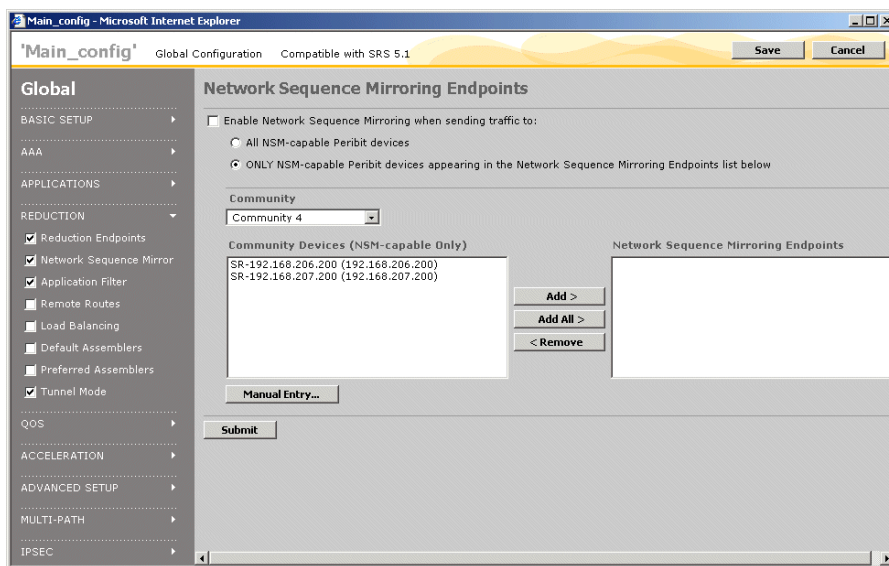 Main_config - Microsoft Internet Explorer
'Main_config' Global Configuration Compatible with SRS 5.1 Save Cancel
Global
BASIC SETUP
AAA
APPLICATIONS
REDUCTION
Reduction Endpoints
Network Sequence Mirror
Application Filter
Remote Routes
Load Balancing
Default Assemblers
Preferred Assemblers
Tunnel Mode
QOS
ACCELERATION
ADVANCED SETUP
MULTI-PATH
IPSEC
Network Sequence Mirroring Endpoints
Enable Network Sequence Mirroring when sending traffic to:
All NSM-capable Peribit devices
ONLY NSM-capable Peribit devices appearing in the Network Sequence Mirroring Endpoints list below
Community
Community 4
Community Devices (NSM-capable Only)
SR-192.168.206.200 (192.168.206.200)
SR-192.168.207.200 (192.168.207.200)
Add >
Add All >
< Remove
Network Sequence Mirroring Endpoints
Manual Entry...
Submit